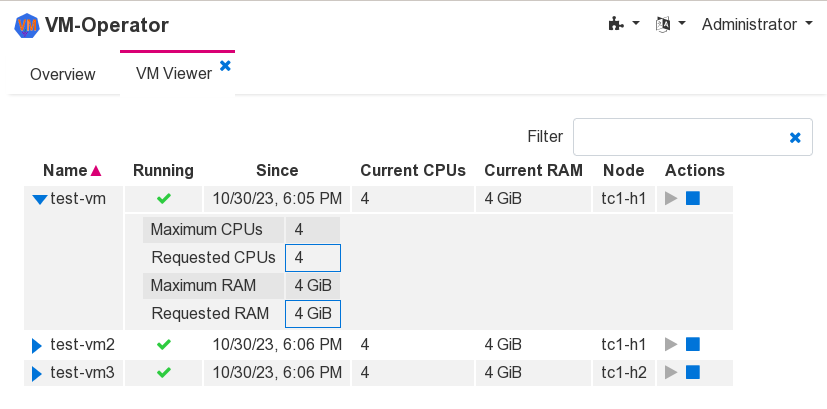 VM VM-Operator Administrator
Overview VM Viewer
Filter
Name Running Since Current CPUs Current RAM Node Actions
test-vm 10/30/23, 6:05 PM 4 4 GiB tc1-h1
Maximum CPUs 4
Requested CPUs 4
Maximum RAM 4 GiB
Requested RAM 4 GiB
test-vm2 10/30/23, 6:06 PM 4 4 GiB tc1-h1
test-vm3 10/30/23, 6:06 PM 4 4 GiB tc1-h2